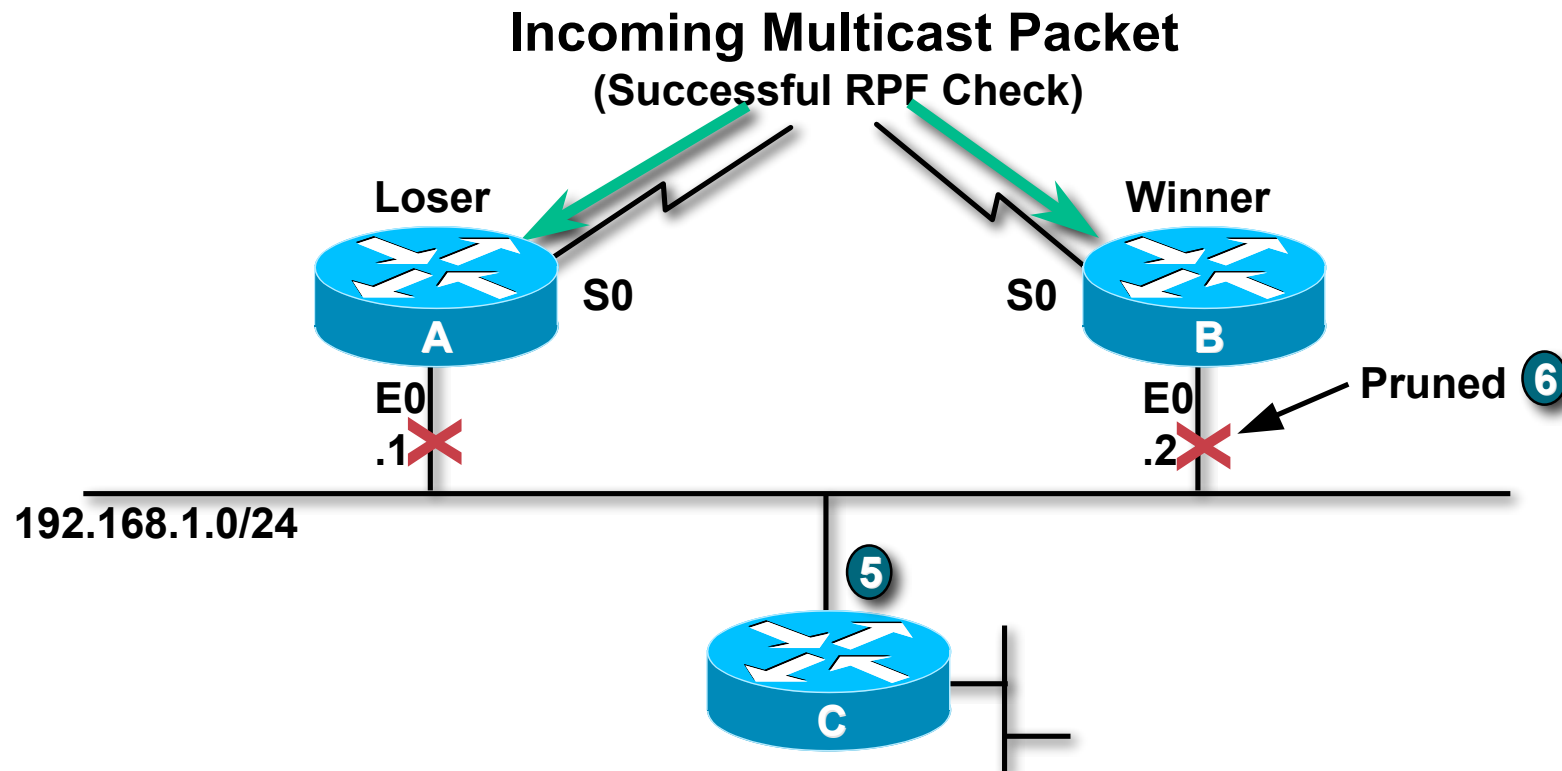 Incoming Multicast Packet
(Successful RPF Check)
Loser
Winner
S0
S0
A
B
E0
.1
E0
.2
Pruned 6
192.168.1.0/24
5
C